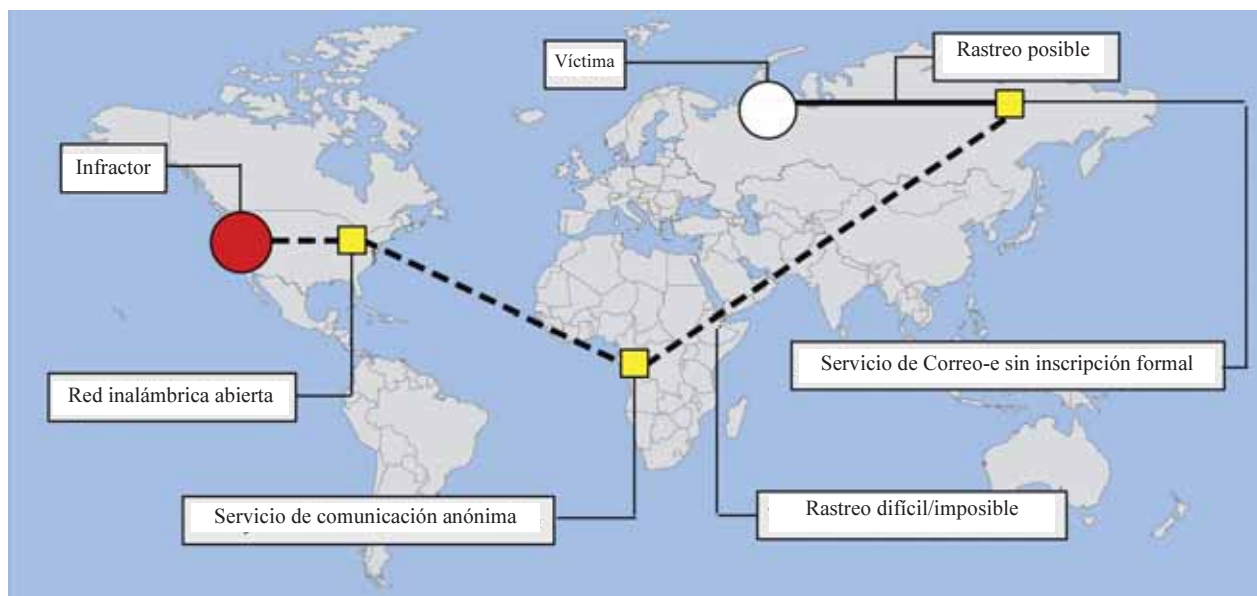 Víctima
Rastreo posible
Infractor
Servicio de Correo-e sin inscripción formal
Red inalámbrica abierta
Servicio de comunicación anónima
Rastreo difícil/imposible